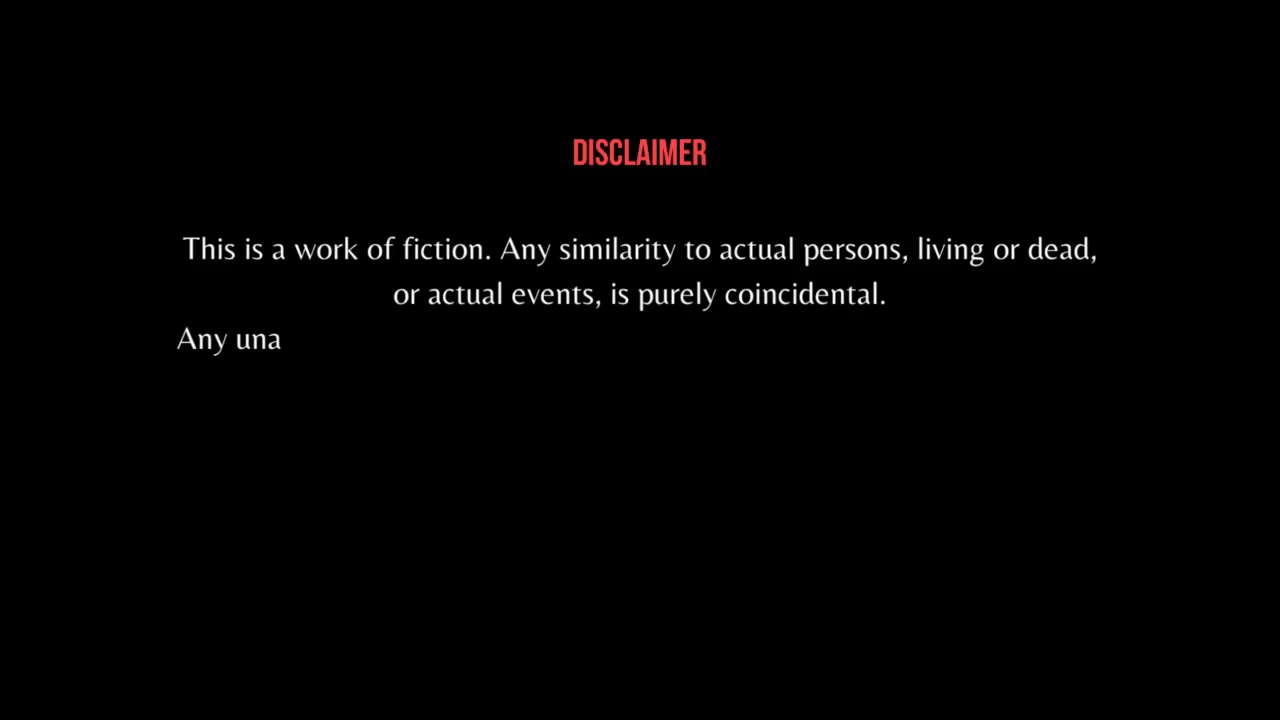 DISCLAIMER
This is a work of fiction. Any similarity to actual persons, living or dead,
or actual events, is purely coincidental.
Any una